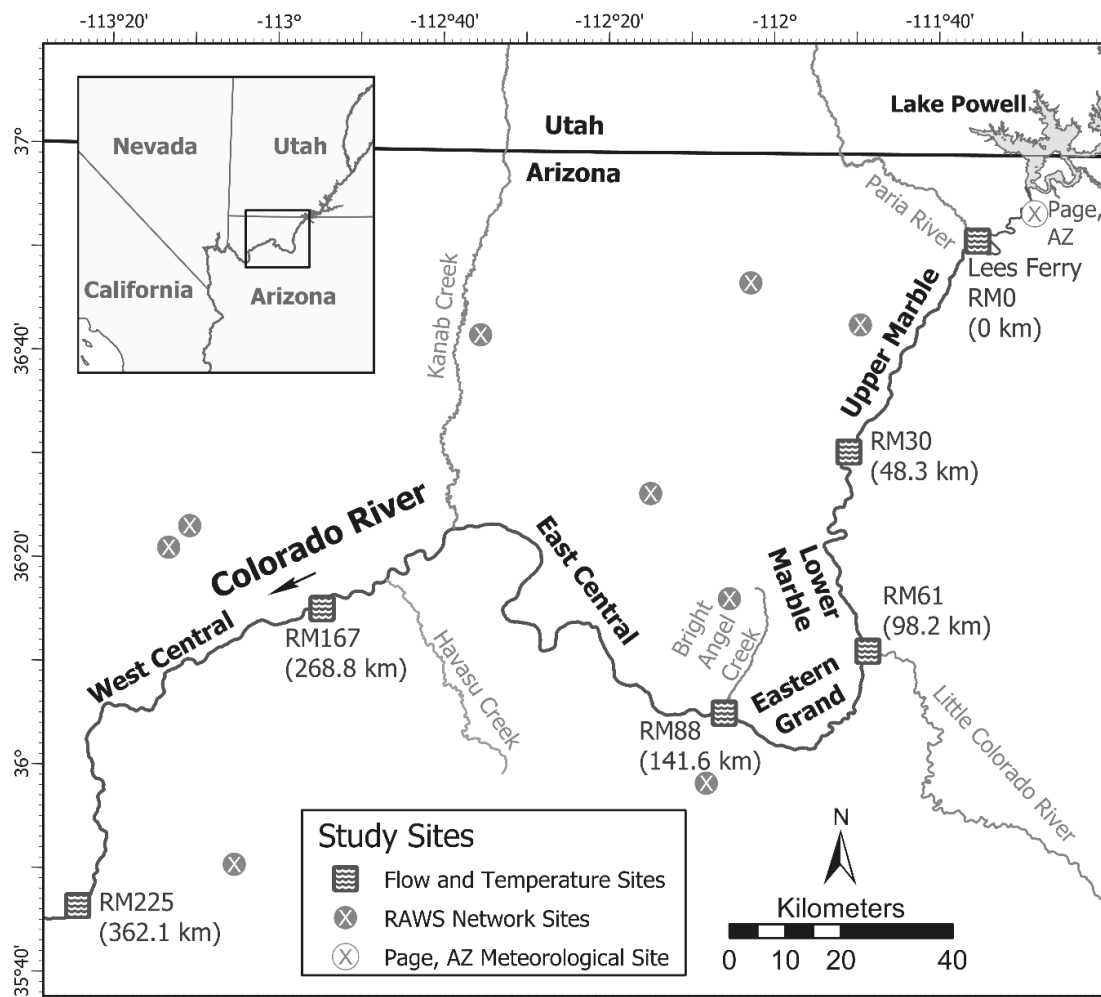 -113°20'
-113°
-112°40'
-112°20'
-112°
-111°40'
37°
36°40'
36°20'
36°
35°40'
Nevada
Utah
California
Arizona
Utah
Arizona
Lake Powell
Paria River
Page,
AZ
Lees Ferry
RM0
(0 km)
Kanab Creek
Upper Marble
RM30
(48.3 km)
Colorado River
East Central
Lower
Marble
RM61
(98.2 km)
West Central
RM167
(268.8 km)
Havasu Creek
Bright
Angel
Creek
Eastern
Grand
RM88
(141.6 km)
Little Colorado River
RM225
(362.1 km)
Study Sites
Flow and Temperature Sites
RAWS Network Sites
Page, AZ Meteorological Site
N
Kilometers
0 10 20 40